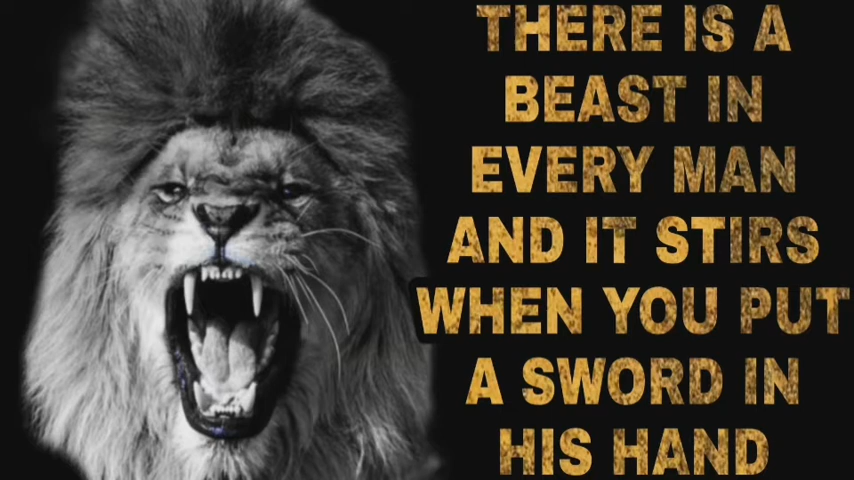 THERE IS A
BEAST IN
EVERY MAN
AND IT STIRS
WHEN YOU PUT
A SWORD IN
HIS HAND